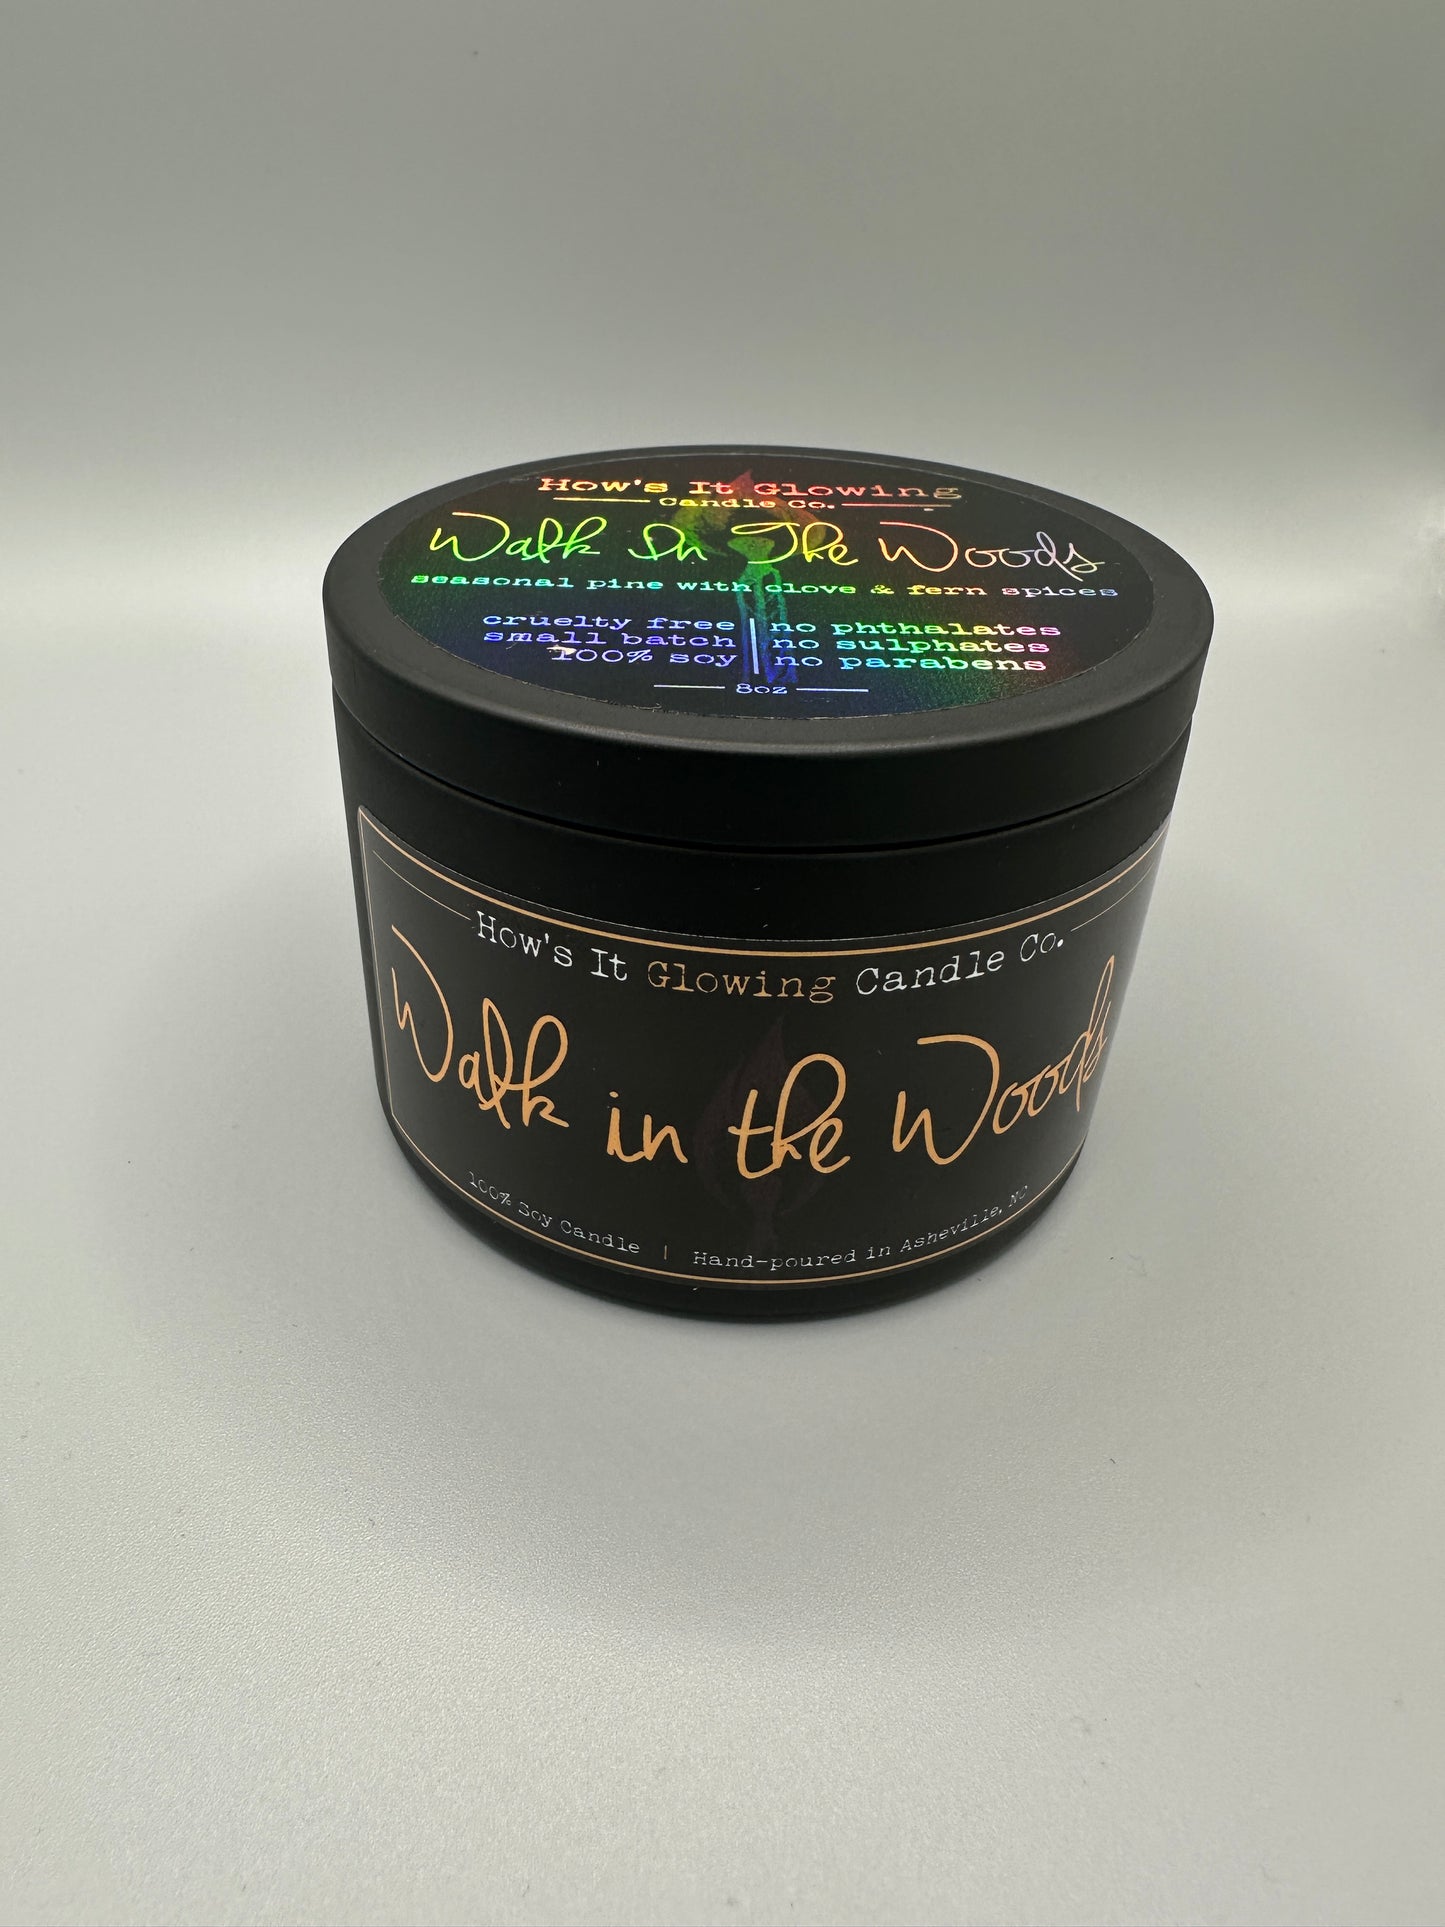 How's It Glowing
Candle Co.
Walk In The Woods
seasonal pine with clove & fern spices
cruelty free | no phthalates
small batch | no sulphates
100% soy | no parabens
8oz
How's It Glowing Candle Co.
Walk in the Woods
100% Soy Candle | Hand-poured in Asheville, NC